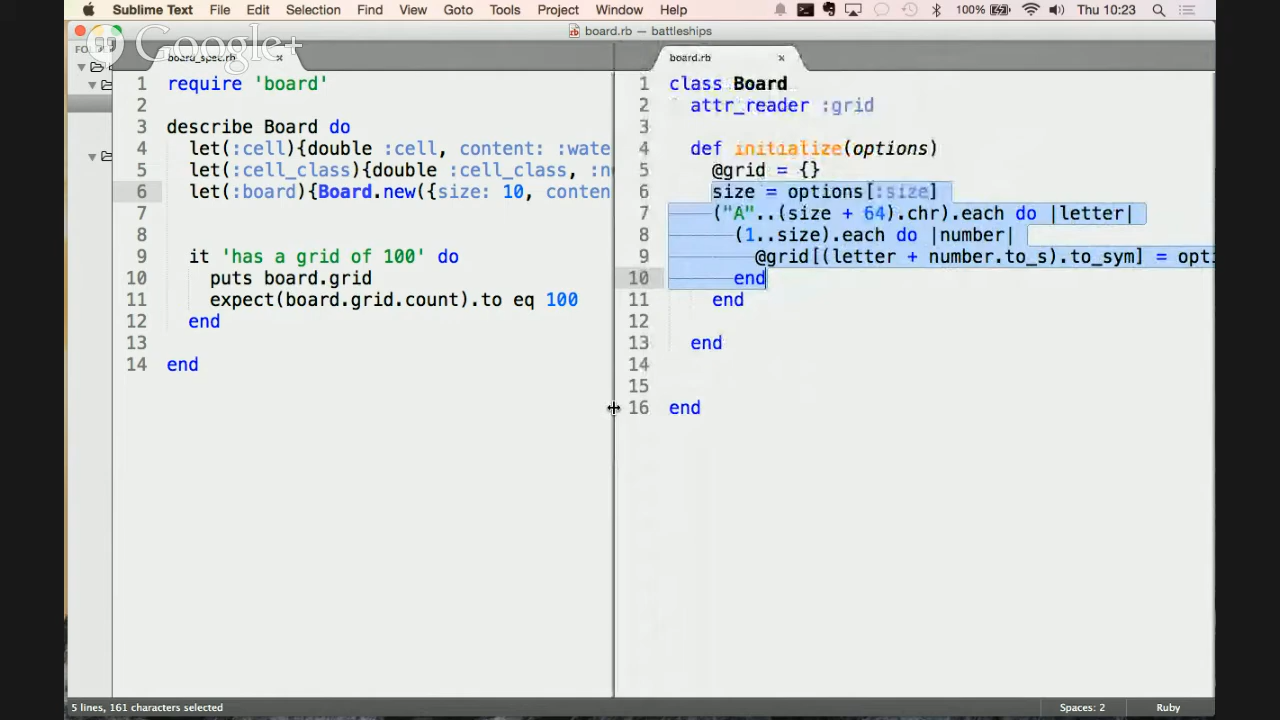 Sublime Text File Edit Selection Find View Goto Tools Project Window Help 100% Thu 10:23
board.rb — battleships
Google+
board_spec.rb
1 require 'board'
2
3 describe Board do
4 let(:cell){double :cell, content: :wate
5 let(:cell_class){double :cell_class, :n
6 let(:board){Board.new({size: 10, conten
7
8
9 it 'has a grid of 100' do
10 puts board.grid
11 expect(board.grid.count).to eq 100
12 end
13
14 end
board.rb
1 class Board
2 attr_reader :grid
3
4 def initialize(options)
5 @grid = {}
6 size = options[:size]
7 ("A"..(size + 64).chr).each do |letter|
8 (1..size).each do |number|
9 @grid[(letter + number.to_s).to_sym] = opti
10 end
11 end
12
13 end
14
15
16 end
5 lines, 161 characters selected Spaces: 2 Ruby